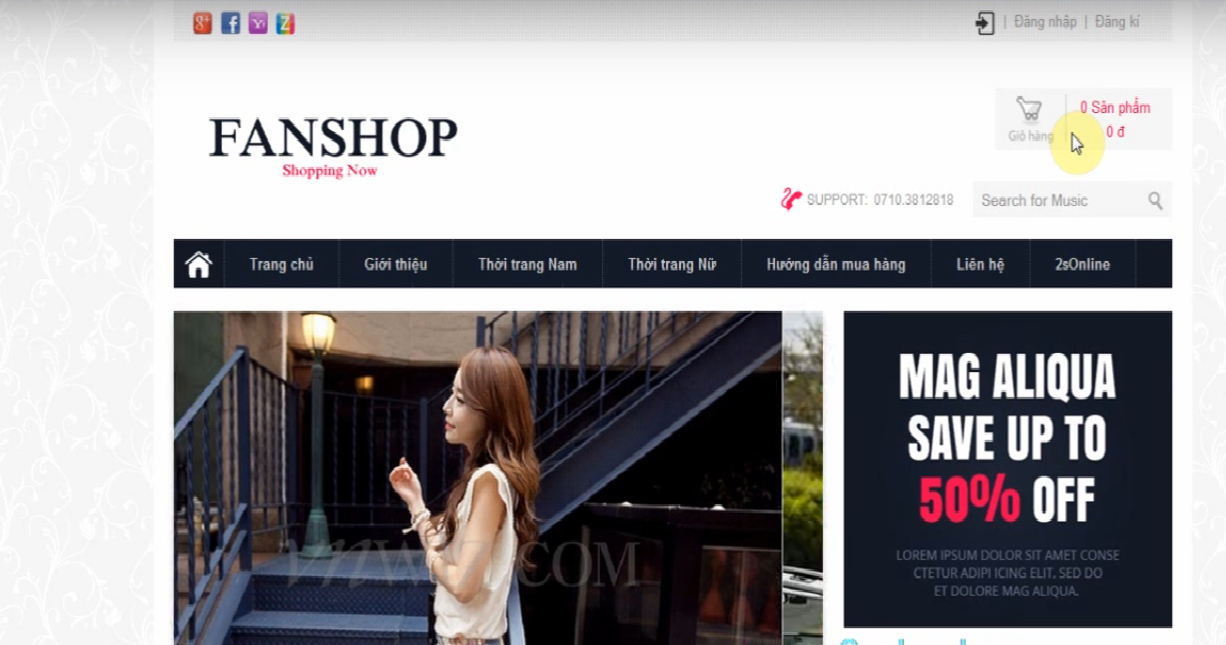 | Đăng nhập | Đăng kí
FANSHOP
Shopping Now
0 Sản phẩm
Giỏ hàng
0 đ
SUPPORT: 0710.3812818
Search for Music
Trang chủ
Giới thiệu
Thời trang Nam
Thời trang Nữ
Hướng dẫn mua hàng
Liên hệ
2sOnline
MAG ALIQUA
SAVE UP TO
50% OFF
LOREM IPSUM DOLOR SIT AMET CONSE
CTETUR ADIPI ICING ELIT, SED DO
ET DOLORE MAG ALIQUA.